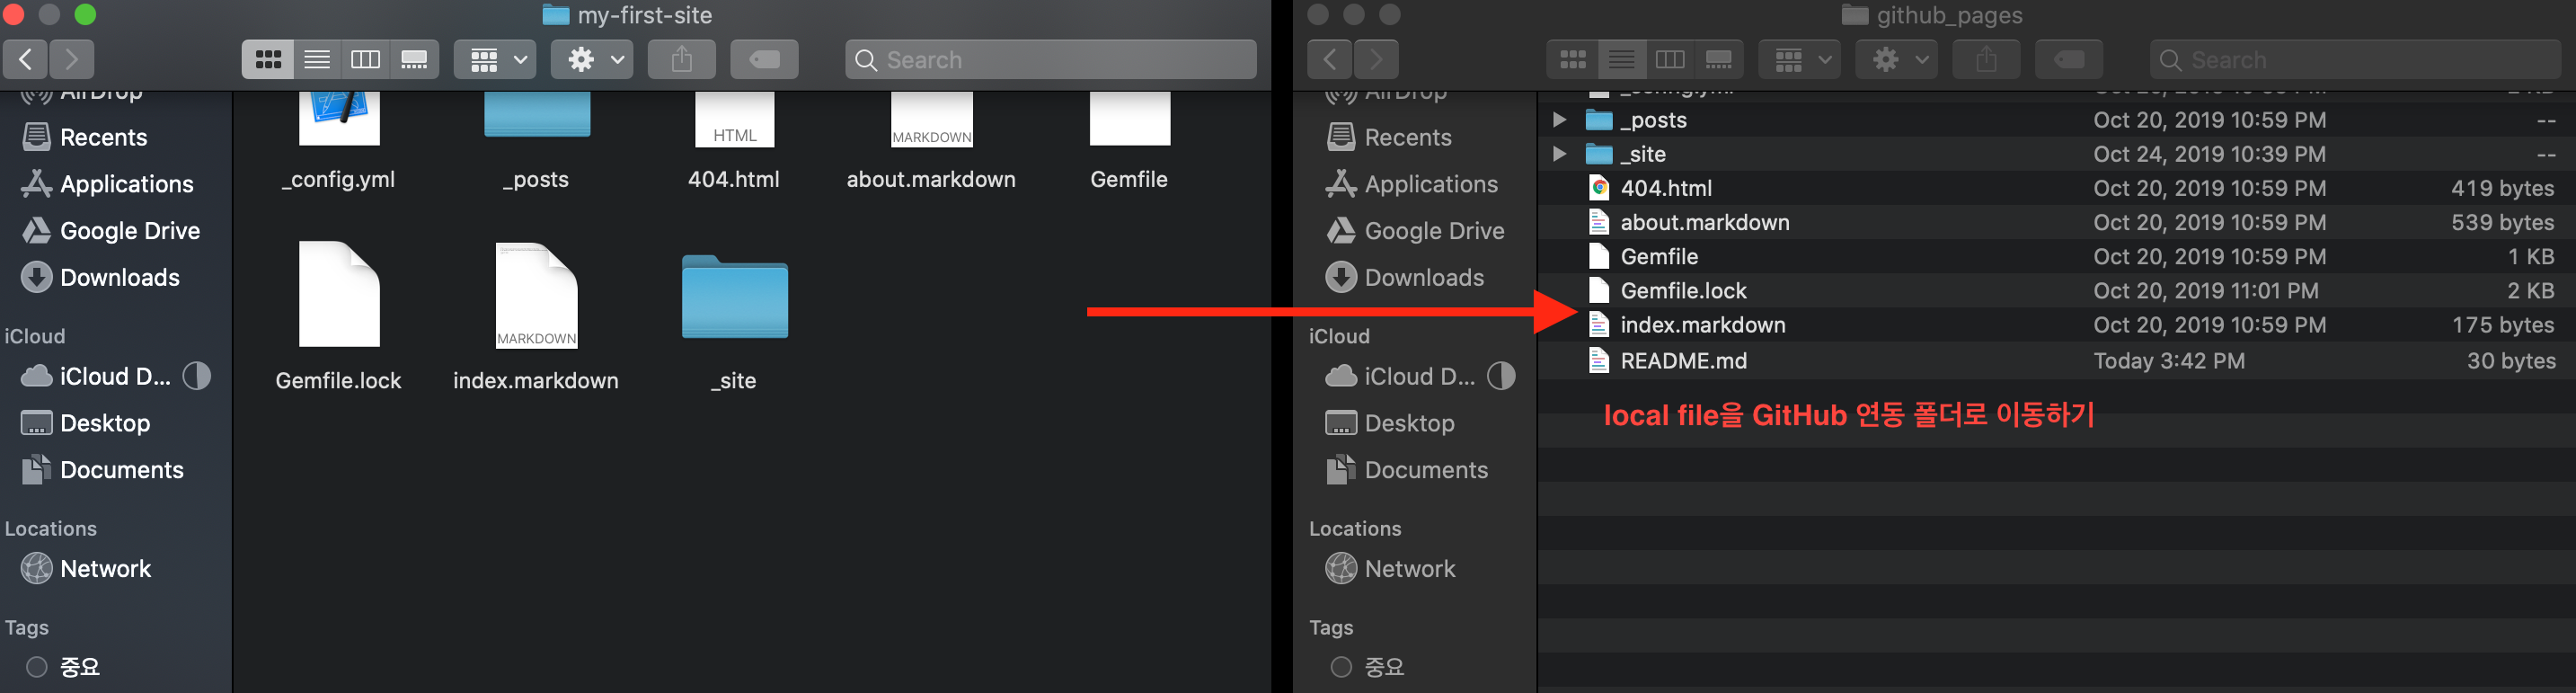 my-first-site
Search
AirDrop
Recents
Applications
Google Drive
Downloads
iCloud
iCloud D...
Desktop
Documents
Locations
Network
Tags
중요
HTML
MARKDOWN
_config.yml
_posts
404.html
about.markdown
Gemfile
MARKDOWN
Gemfile.lock
index.markdown
_site
github_pages
Search
AirDrop
Recents
Applications
Google Drive
Downloads
iCloud
iCloud D...
Desktop
Documents
Locations
Network
Tags
중요
_config.yml
_posts Oct 20, 2019 10:59 PM --
_site Oct 24, 2019 10:39 PM --
404.html Oct 20, 2019 10:59 PM 419 bytes
about.markdown Oct 20, 2019 10:59 PM 539 bytes
Gemfile Oct 20, 2019 10:59 PM 1 KB
Gemfile.lock Oct 20, 2019 11:01 PM 2 KB
index.markdown Oct 20, 2019 10:59 PM 175 bytes
README.md Today 3:42 PM 30 bytes
local file을 GitHub 연동 폴더로 이동하기